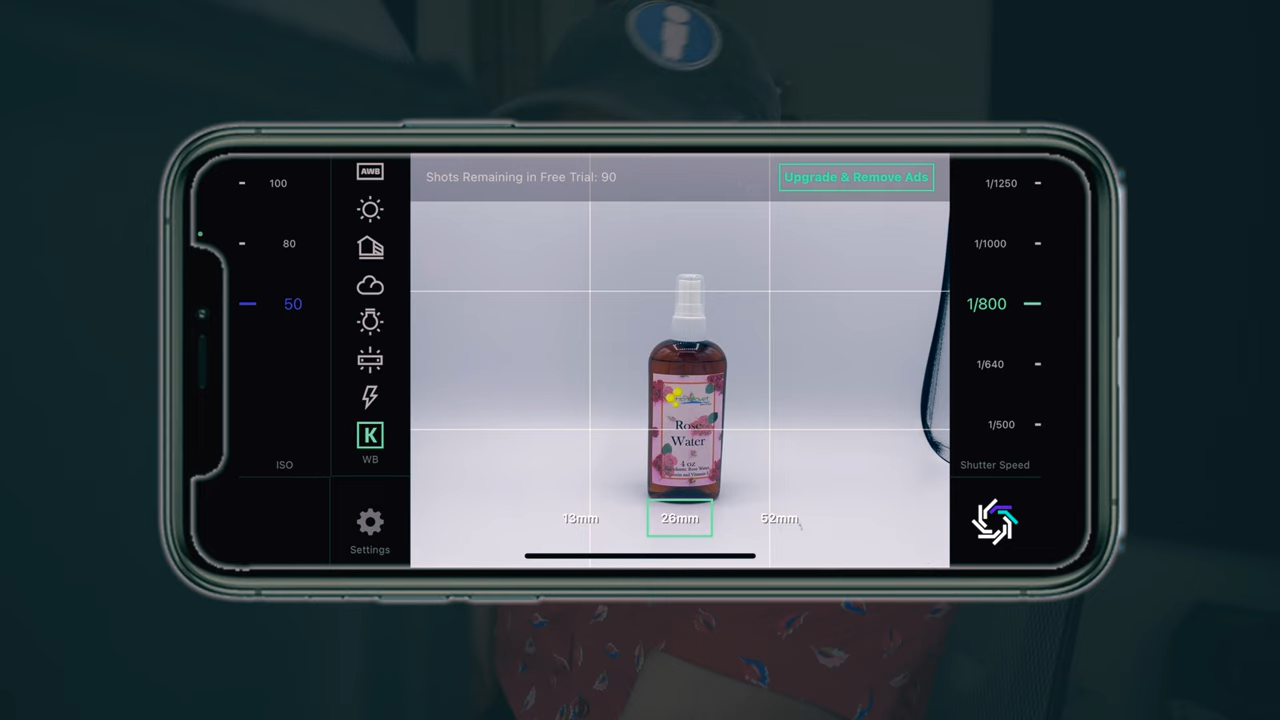 100
80
50
ISO
AWB
K
WB
Settings
Shots Remaining in Free Trial: 90
Upgrade & Remove Ads
Rose
Water
4 oz
13mm
26mm
52mm
1/1250
1/1000
1/800
1/640
1/500
Shutter Speed